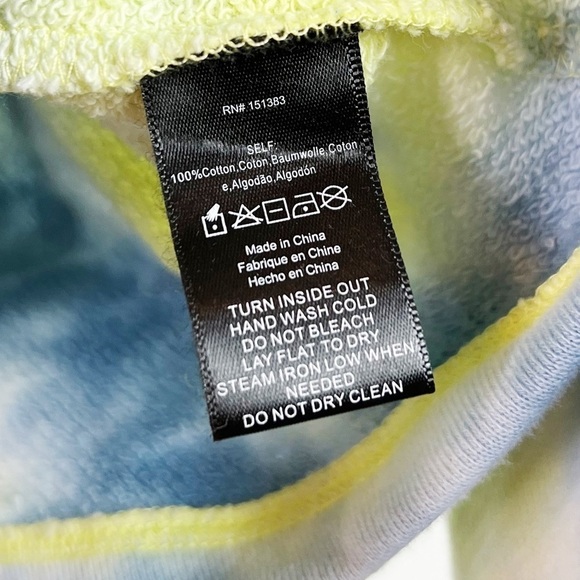 RN# 151383
SELF:
100%Cotton,Coton,Baumwolle,Coton
e,Algodão,Algodón
Made in China
Fabrique en Chine
Hecho en China
TURN INSIDE OUT
HAND WASH COLD
DO NOT BLEACH
LAY FLAT TO DRY
STEAM IRON LOW WHEN
NEEDED
DO NOT DRY CLEAN